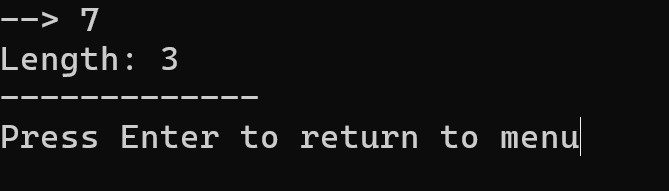 --> 7
Length: 3
-------------
Press Enter to return to menu